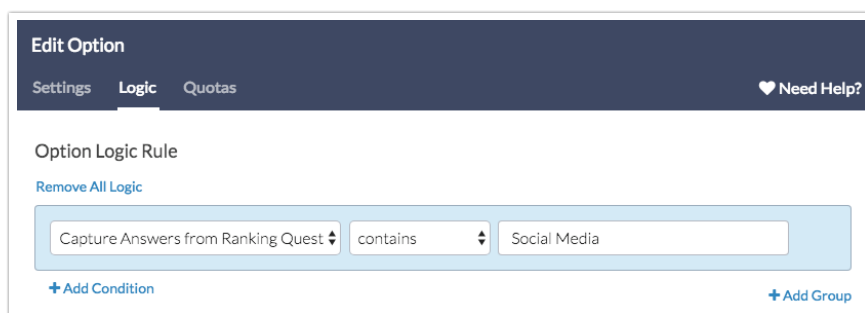 Edit Option
Settings Logic Quotas Need Help?
Option Logic Rule
Remove All Logic
Capture Answers from Ranking Quest contains Social Media
+ Add Condition
+ Add Group